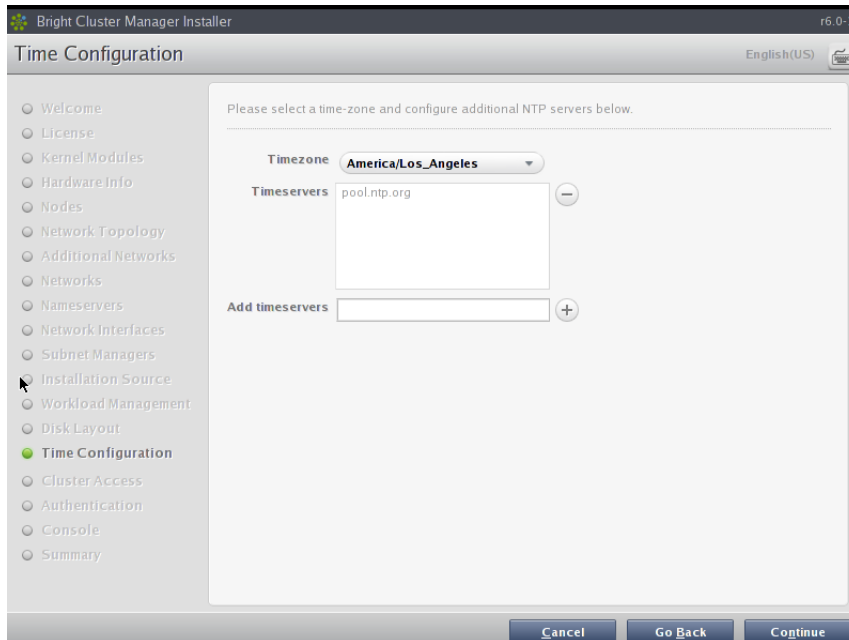 Bright Cluster Manager Installer
r6.0-
Time Configuration
English(US)
Welcome
License
Kernel Modules
Hardware Info
Nodes
Network Topology
Additional Networks
Networks
Nameservers
Network Interfaces
Subnet Managers
Installation Source
Workload Management
Disk Layout
Time Configuration
Cluster Access
Authentication
Console
Summary
Please select a time-zone and configure additional NTP servers below.
Timezone America/Los_Angeles
Timeservers pool.ntp.org
Add timeservers
Cancel Go Back Continue